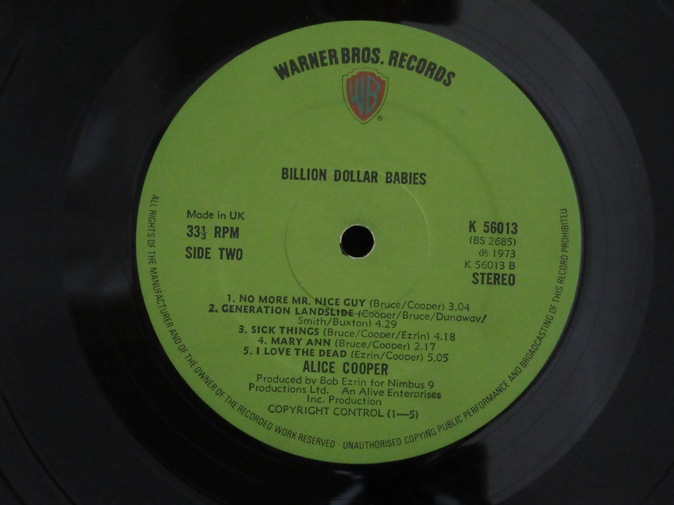 WARNER BROS. RECORDS
WB
®
BILLION DOLLAR BABIES
Made in UK
33⅓ RPM
SIDE TWO
K 56013
(BS 2685)
℗ 1973
K 56013 B
STEREO
1. NO MORE MR. NICE GUY (Bruce/Cooper) 3.04
2. GENERATION LANDSLIDE (Cooper/Bruce/Dunaway/
Smith/Buxton) 4.29
3. SICK THINGS (Bruce/Cooper/Ezrin) 4.18
4. MARY ANN (Bruce/Cooper) 2.17
5. I LOVE THE DEAD (Ezrin/Cooper) 5.05
ALICE COOPER
Produced by Bob Ezrin for Nimbus 9
Productions Ltd. An Alive Enterprises
Inc. Production
COPYRIGHT CONTROL (1—5)
ALL RIGHTS OF THE MANUFACTURER AND OF THE OWNER OF THE RECORDED WORK RESERVED · UNAUTHORISED COPYING PUBLIC PERFORMANCE AND BROADCASTING OF THIS RECORD PROHIBITED